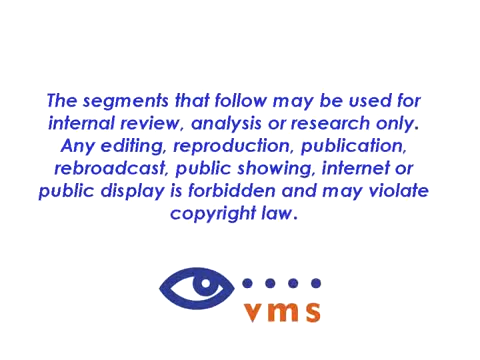 The segments that follow may be used for
internal review, analysis or research only.
Any editing, reproduction, publication,
rebroadcast, public showing, internet or
public display is forbidden and may violate
copyright law.
vms